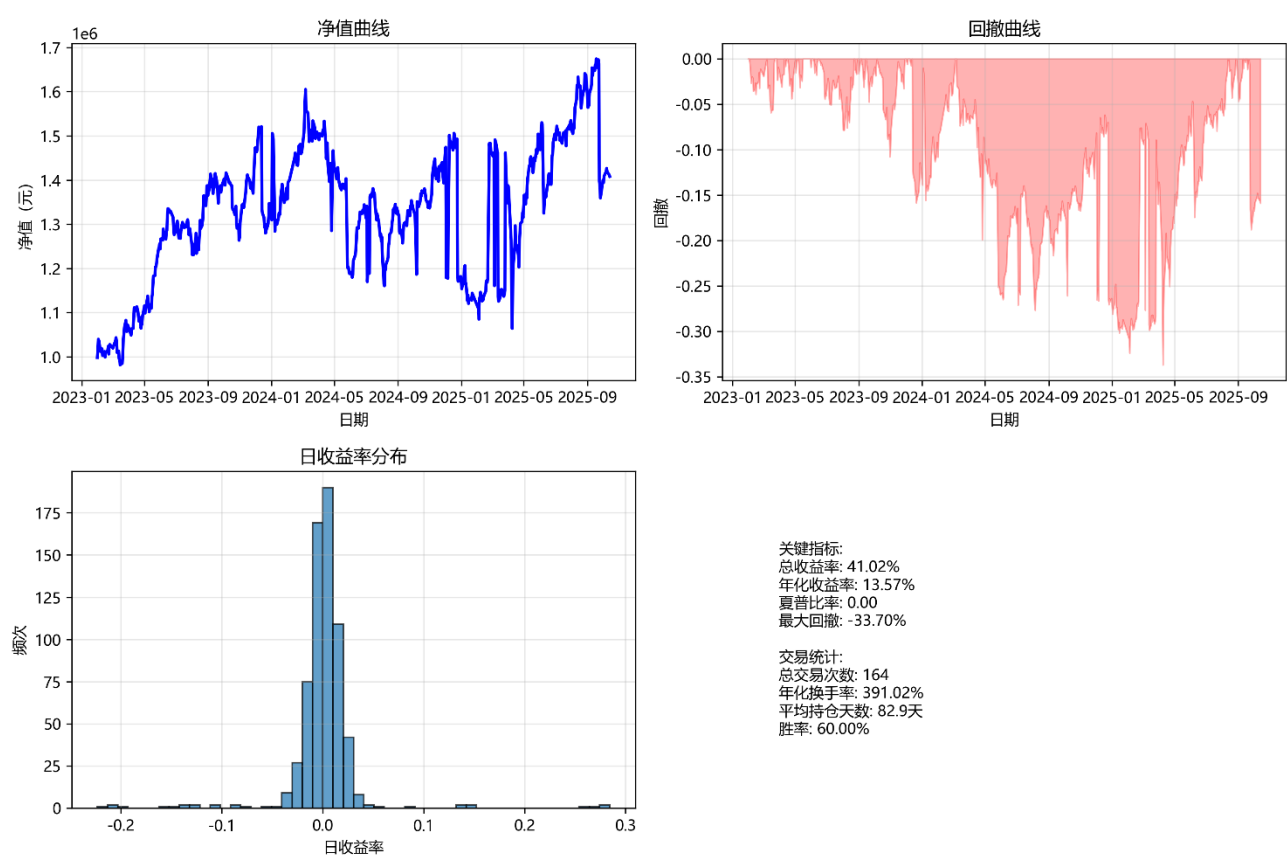 净值曲线
1e6
1.7
1.6
1.5
1.4
1.3
1.2
1.1
1.0
净值（元）
2023-01 2023-05 2023-09 2024-01 2024-05 2024-09 2025-01 2025-05 2025-09
日期
回撤曲线
0.00
-0.05
-0.10
-0.15
-0.20
-0.25
-0.30
-0.35
回撤
2023-01 2023-05 2023-09 2024-01 2024-05 2024-09 2025-01 2025-05 2025-09
日期
日收益率分布
175
150
125
100
75
50
25
0
频次
-0.2 -0.1 0.0 0.1 0.2 0.3
日收益率
关键指标:
总收益率: 41.02%
年化收益率: 13.57%
夏普比率: 0.00
最大回撤: -33.70%
交易统计:
总交易次数: 164
年化换手率: 391.02%
平均持仓天数: 82.9天
胜率: 60.00%